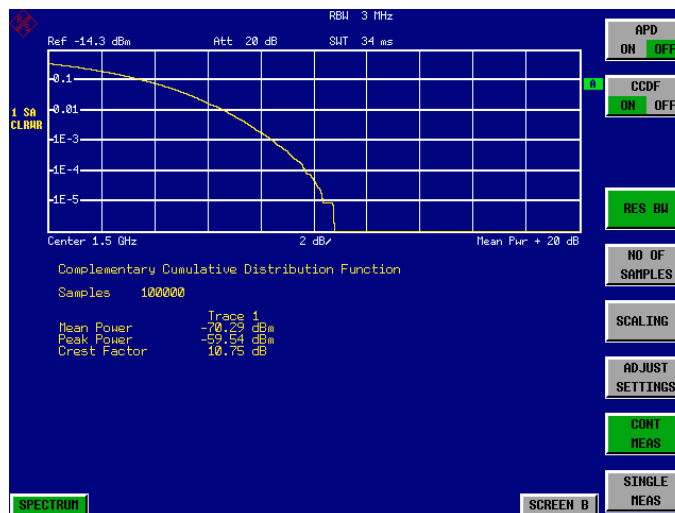 RBW 3 MHz
Ref -14.3 dBm Att 20 dB SWT 34 ms
0.1
0.01
1E-3
1E-4
1E-5
1 SA
CLRWR
A
Center 1.5 GHz 2 dB/ Mean Pwr + 20 dB
Complementary Cumulative Distribution Function
Samples 100000
Trace 1
Mean Power -70.29 dBm
Peak Power -59.54 dBm
Crest Factor 10.75 dB
APD
ON OFF
CCDF
ON OFF
RES BW
NO OF
SAMPLES
SCALING
ADJUST
SETTINGS
CONT
MEAS
SINGLE
MEAS
SPECTRUM
SCREEN B